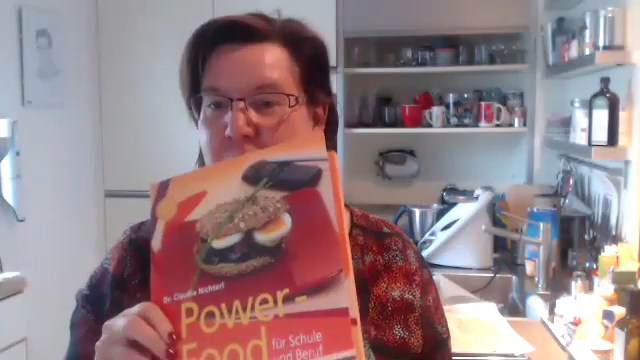 Dr. Claudia Nichterl
Power-
Food für Schule
und Beruf